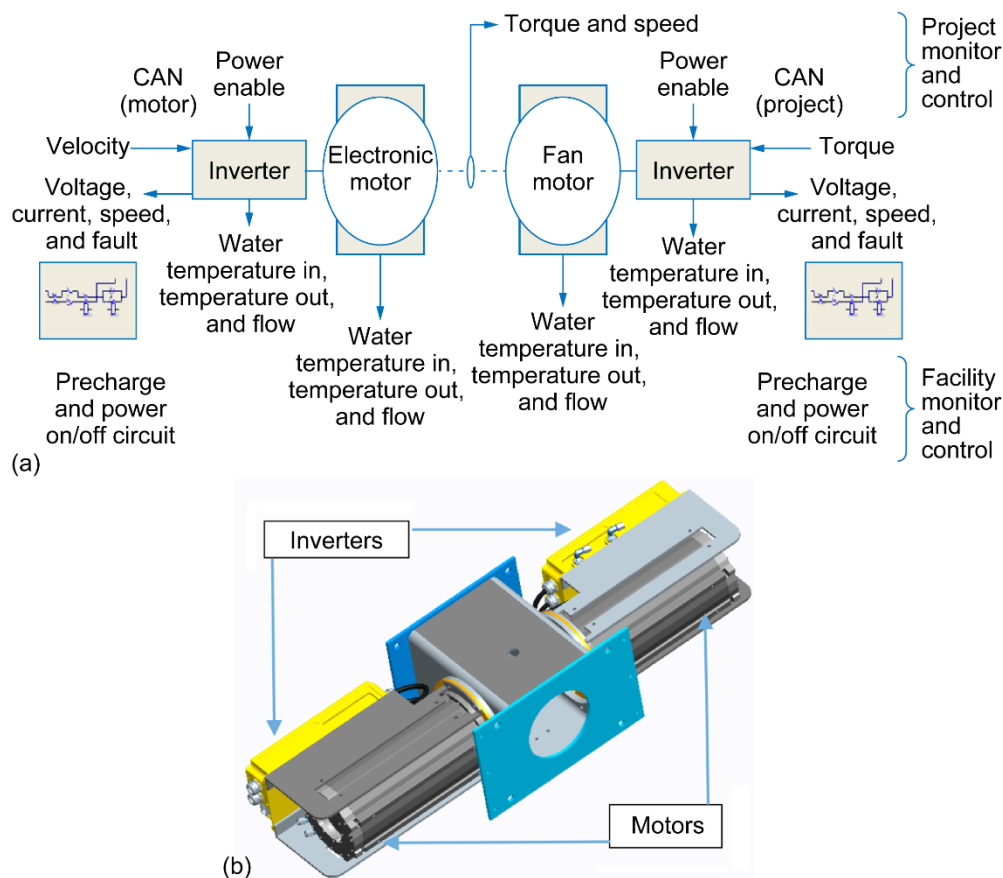 Torque and speed
Project
monitor
and
control
CAN
(motor)
Power
enable
Power
enable
CAN
(project)
Velocity
Inverter
Electronic
motor
Fan
motor
Inverter
Torque
Voltage,
current, speed,
and fault
Water
temperature in,
temperature out,
and flow
Water
temperature in,
temperature out,
and flow
Water
temperature in,
temperature out,
and flow
Water
temperature in,
temperature out,
and flow
Voltage,
current, speed,
and fault
Precharge
and power
on/off circuit
Precharge
and power
on/off circuit
Facility
monitor
and
control
(a)
Inverters
Motors
(b)